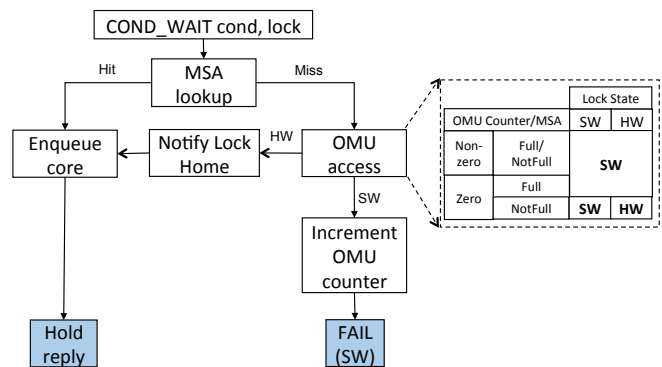 COND_WAIT cond, lock
Hit
MSA
lookup
Miss
Enqueue
core
Notify Lock
Home
HW
OMU
access
SW
Increment
OMU
counter
Hold
reply
FAIL
(SW)
Lock State
OMU Counter/MSA SW HW
Non-
zero
Full/
NotFull
SW
Zero
Full
NotFull SW HW